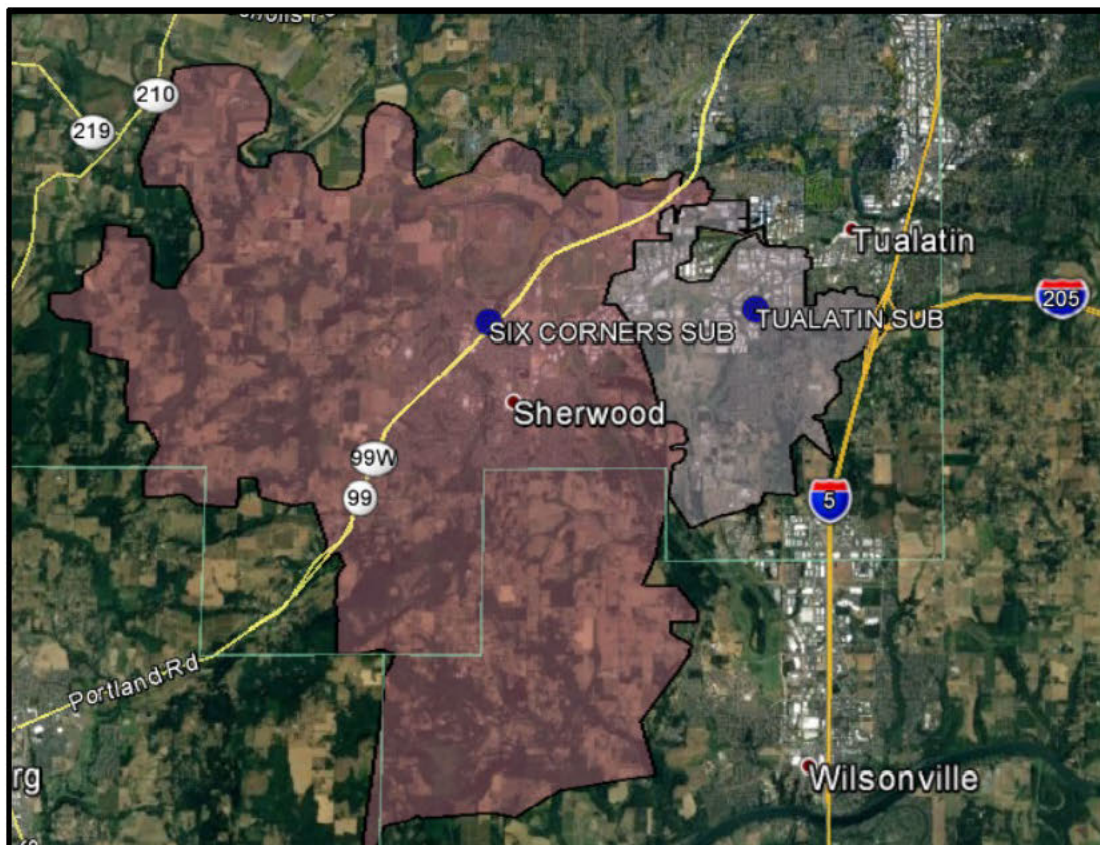 210
219
Tualatin
205
SIX CORNERS SUB
TUALATIN SUB
Sherwood
99W
99
5
Portland Rd
rg
Wilsonville